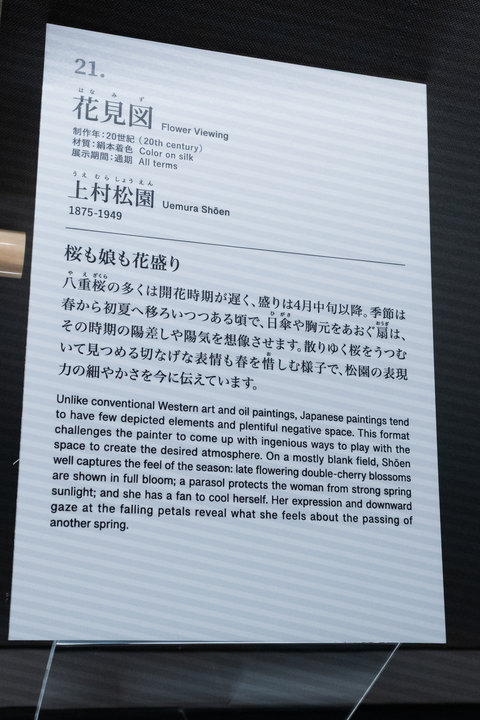 21.
はなみず
花見図 Flower Viewing
制作年：20世紀（20th century）
材質：絹本着色 Color on silk
展示期間：通期 All terms
うえむらしょうえん
上村松園 Uemura Shōen
1875-1949
桜も娘も花盛り
やえざくら
八重桜の多くは開花時期が遅く、盛りは4月中旬以降。季節は
春から初夏へ移ろいつつある頃で、日傘や胸元をあおぐ扇は、
その時期の陽差しや陽気を想像させます。散りゆく桜をうつむ
いて見つめる切なげな表情も春を惜しむ様子で、松園の表現
力の細やかさを今に伝えています。
Unlike conventional Western art and oil paintings, Japanese paintings tend
to have few depicted elements and plentiful negative space. This format
challenges the painter to come up with ingenious ways to play with the
space to create the desired atmosphere. On a mostly blank field, Shōen
well captures the feel of the season: late flowering double-cherry blossoms
are shown in full bloom; a parasol protects the woman from strong spring
sunlight; and she has a fan to cool herself. Her expression and downward
gaze at the falling petals reveal what she feels about the passing of
another spring.